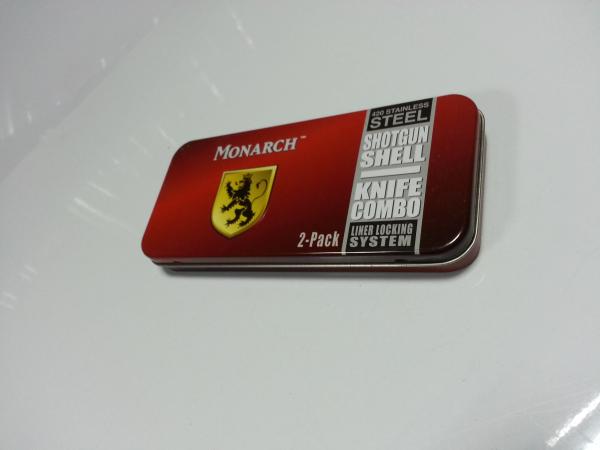 MONARCH™
2-Pack
420 STAINLESS
STEEL
SHOTGUN
SHELL
KNIFE
COMBO
LINER LOCKING
SYSTEM